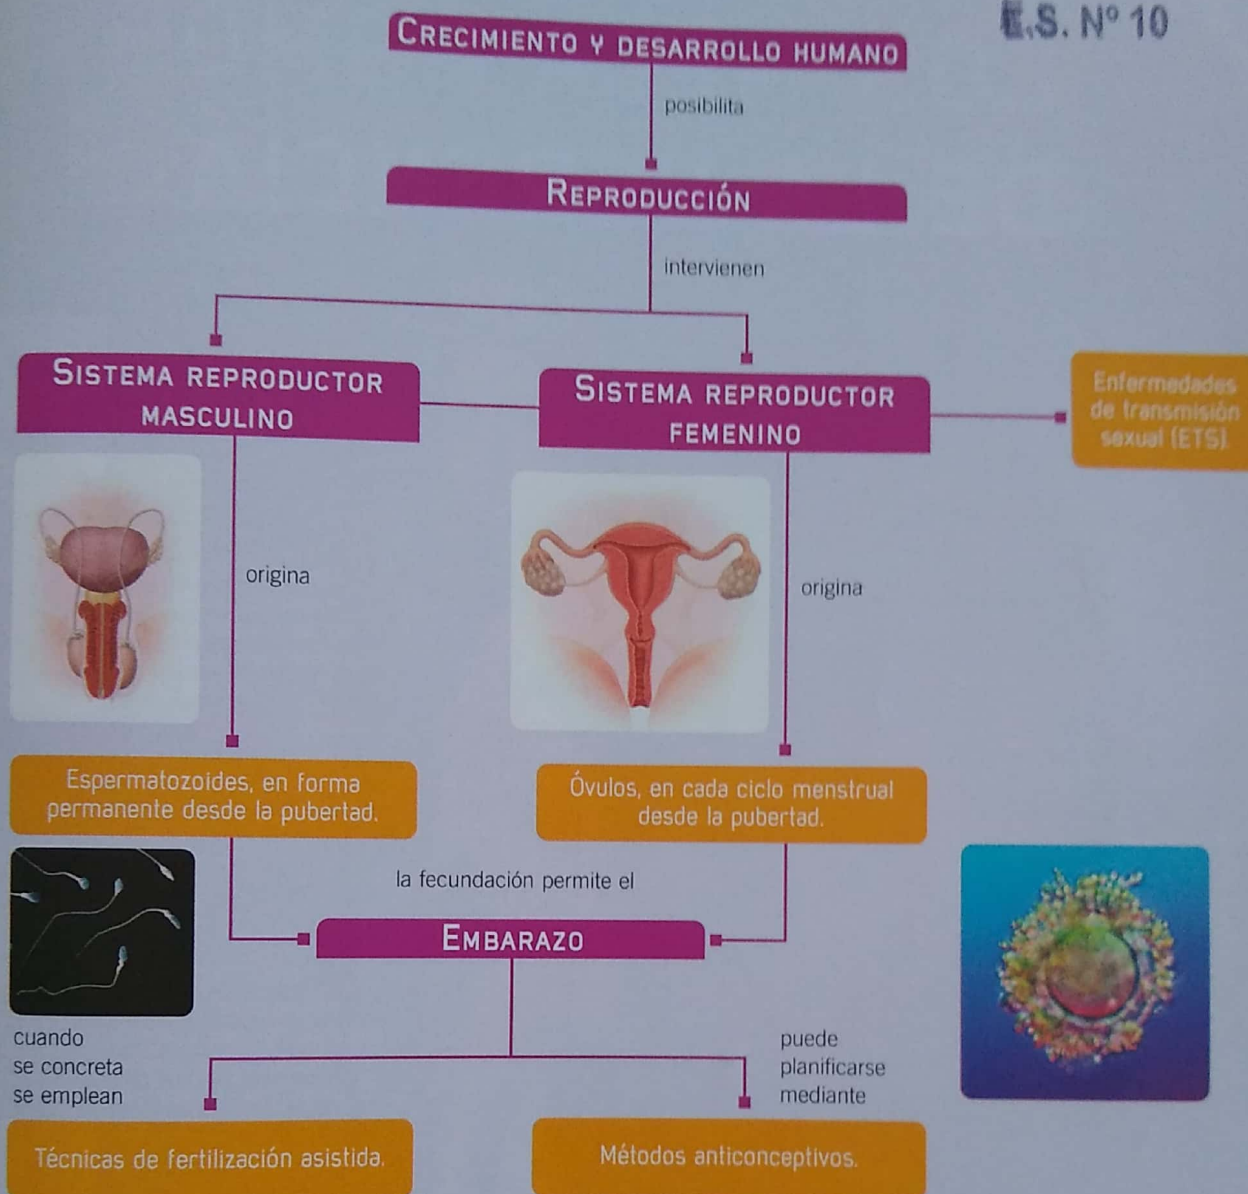 E.S. Nº 10
CRECIMIENTO Y DESARROLLO HUMANO
posibilita
REPRODUCCIÓN
intervienen
SISTEMA REPRODUCTOR
MASCULINO
SISTEMA REPRODUCTOR
FEMENINO
Enfermedades
de transmisión
sexual (ETS).
origina
origina
Espermatozoides, en forma
permanente desde la pubertad.
Óvulos, en cada ciclo menstrual
desde la pubertad.
la fecundación permite el
EMBARAZO
cuando
se concreta
se emplean
puede
planificarse
mediante
Técnicas de fertilización asistida.
Métodos anticonceptivos.